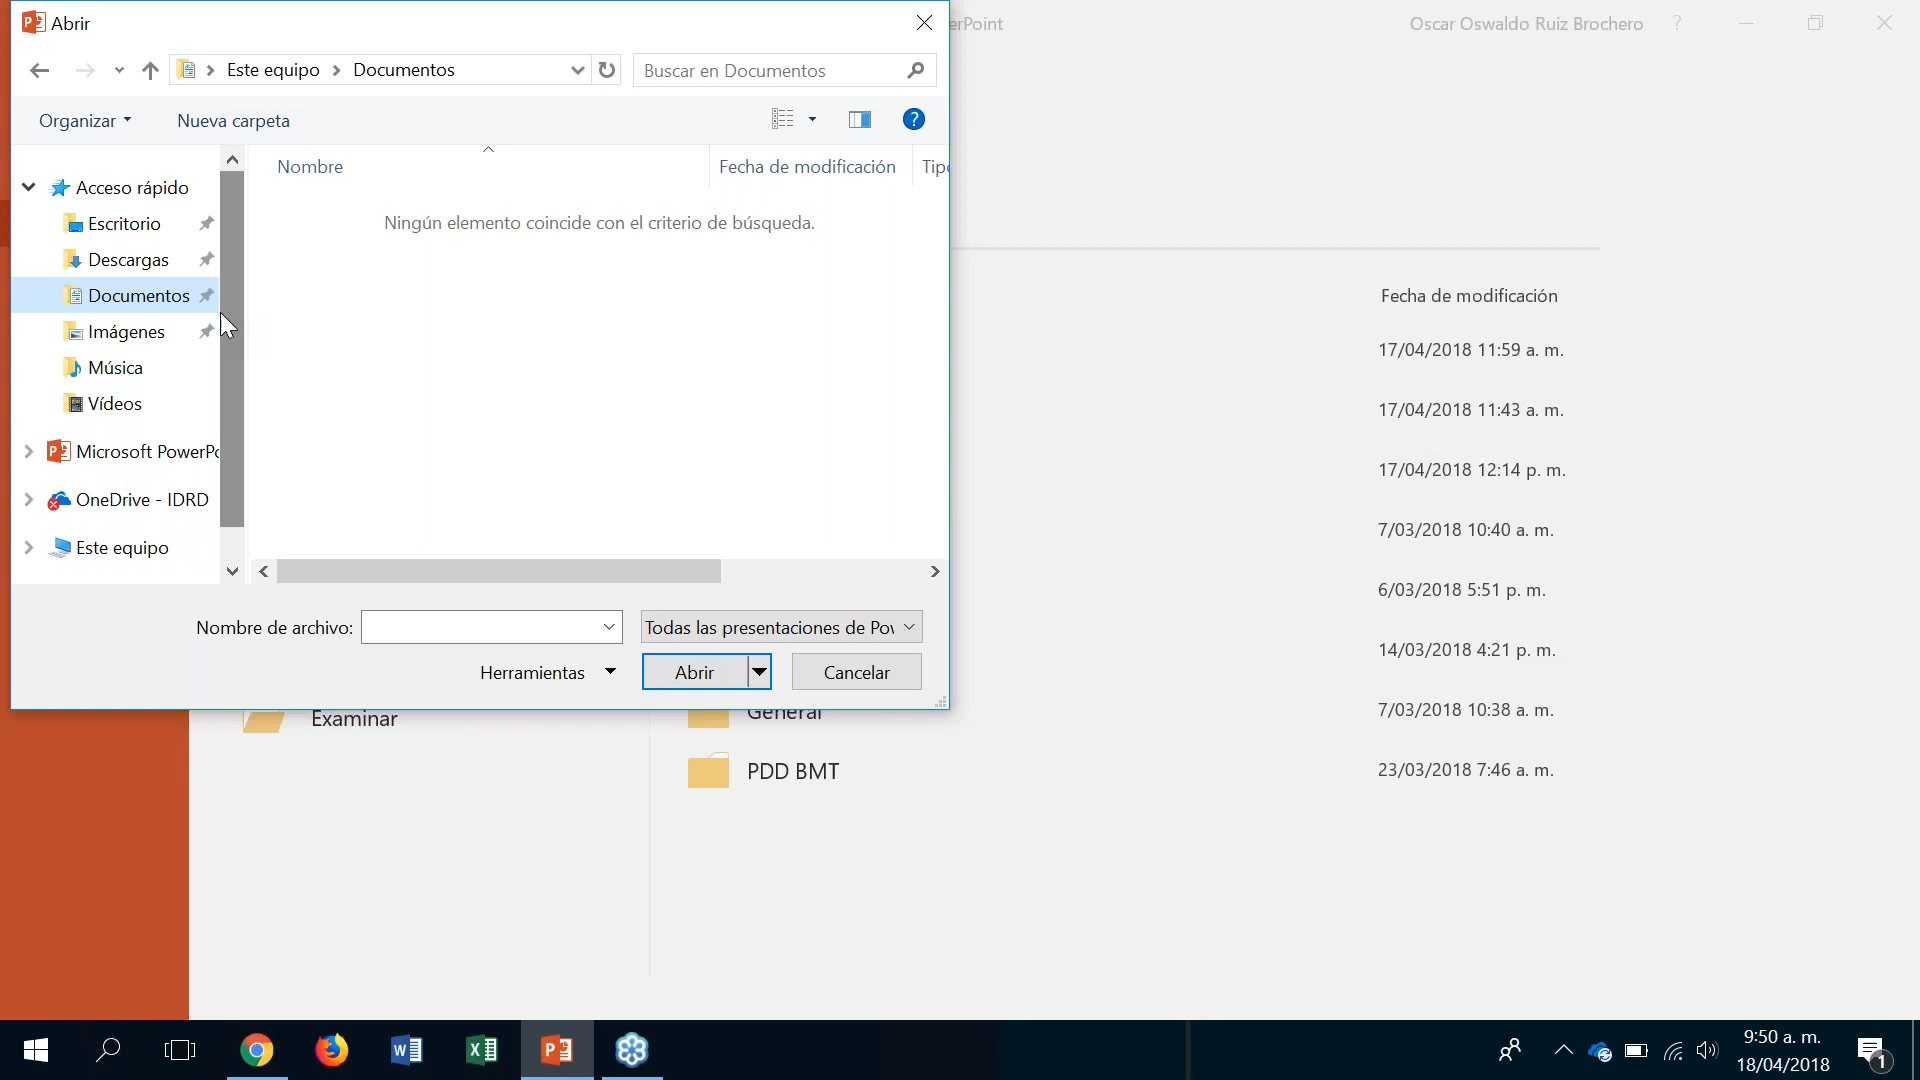 Abrir
erPoint
Oscar Oswaldo Ruiz Brochero
?
Este equipo > Documentos
Buscar en Documentos
Organizar
Nueva carpeta
Nombre
Fecha de modificación
Tipo
Acceso rápido
Escritorio
Descargas
Documentos
Imágenes
Música
Vídeos
Microsoft PowerPo
OneDrive - IDRD
Este equipo
Ningún elemento coincide con el criterio de búsqueda.
Nombre de archivo:
Todas las presentaciones de Pow
Herramientas
Abrir
Cancelar
Fecha de modificación
17/04/2018 11:59 a. m.
17/04/2018 11:43 a. m.
17/04/2018 12:14 p. m.
7/03/2018 10:40 a. m.
6/03/2018 5:51 p. m.
14/03/2018 4:21 p. m.
Examinar
General
7/03/2018 10:38 a. m.
PDD BMT
23/03/2018 7:46 a. m.
9:50 a. m.
18/04/2018
1